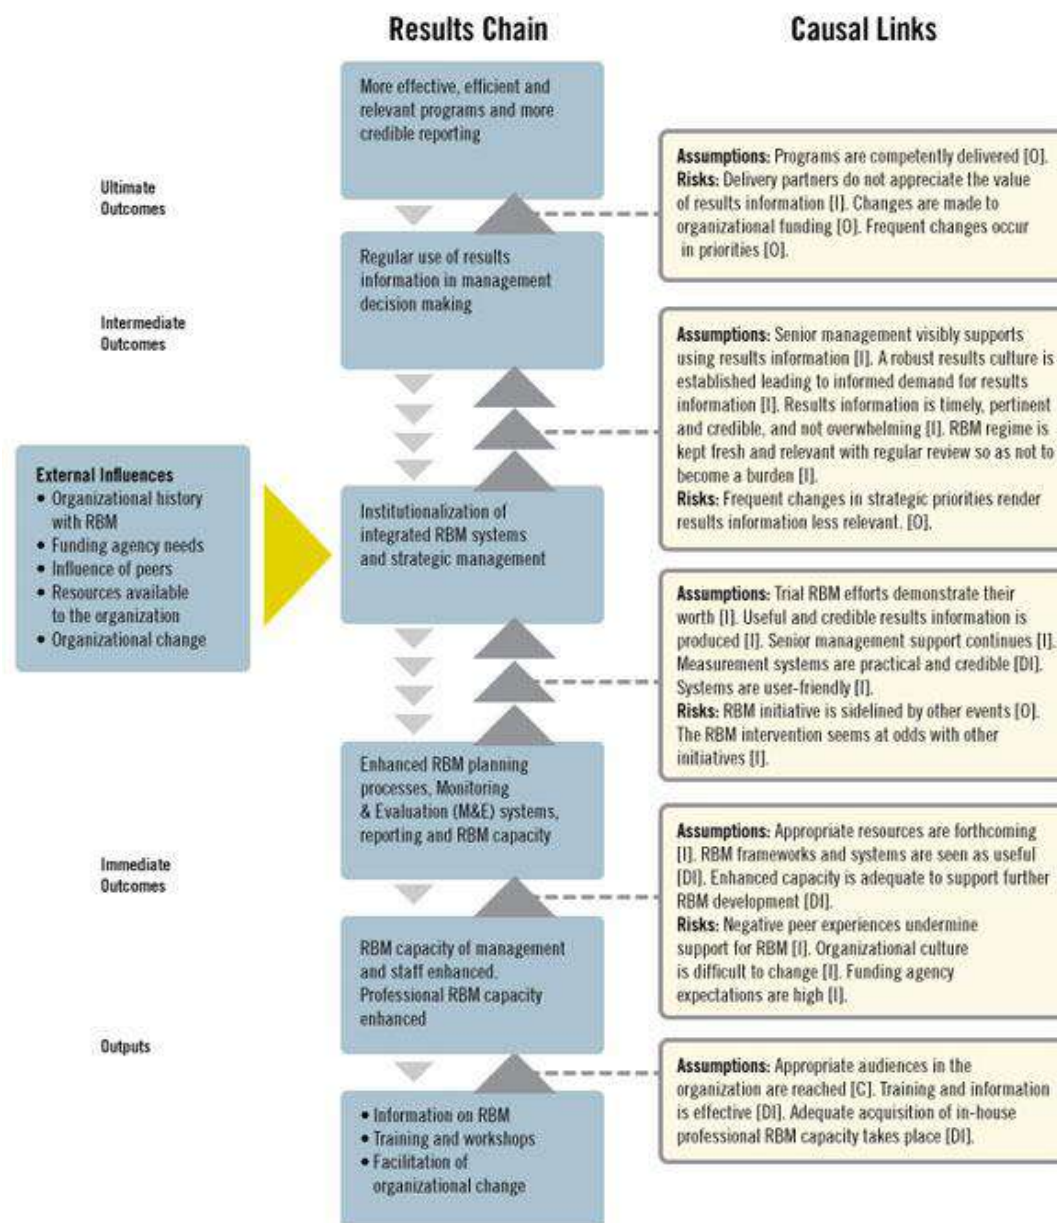 Results Chain
Causal Links
More effective, efficient and
relevant programs and more
credible reporting
Ultimate
Outcomes
Assumptions: Programs are competently delivered [O].
Risks: Delivery partners do not appreciate the value
of results information [I]. Changes are made to
organizational funding [O]. Frequent changes occur
in priorities [O].
Regular use of results
information in management
decision making
Intermediate
Outcomes
Assumptions: Senior management visibly supports
using results information [I]. A robust results culture is
established leading to informed demand for results
information [I]. Results information is timely, pertinent
and credible, and not overwhelming [I]. RBM regime is
kept fresh and relevant with regular review so as not to
become a burden [I].
Risks: Frequent changes in strategic priorities render
results information less relevant. [O].
External Influences
• Organizational history
with RBM
• Funding agency needs
• Influence of peers
• Resources available
to the organization
• Organizational change
Institutionalization of
integrated RBM systems
and strategic management
Assumptions: Trial RBM efforts demonstrate their
worth [I]. Useful and credible results information is
produced [I]. Senior management support continues [I].
Measurement systems are practical and credible [DI].
Systems are user-friendly [I].
Risks: RBM initiative is sidelined by other events [O].
The RBM intervention seems at odds with other
initiatives [I].
Enhanced RBM planning
processes, Monitoring
& Evaluation (M&E) systems,
reporting and RBM capacity
Immediate
Outcomes
Assumptions: Appropriate resources are forthcoming
[I]. RBM frameworks and systems are seen as useful
[DI]. Enhanced capacity is adequate to support further
RBM development [DI].
Risks: Negative peer experiences undermine
support for RBM [I]. Organizational culture
is difficult to change [I]. Funding agency
expectations are high [I].
RBM capacity of management
and staff enhanced.
Professional RBM capacity
enhanced
Outputs
Assumptions: Appropriate audiences in the
organization are reached [C]. Training and information
is effective [DI]. Adequate acquisition of in-house
professional RBM capacity takes place [DI].
• Information on RBM
• Training and workshops
• Facilitation of
organizational change